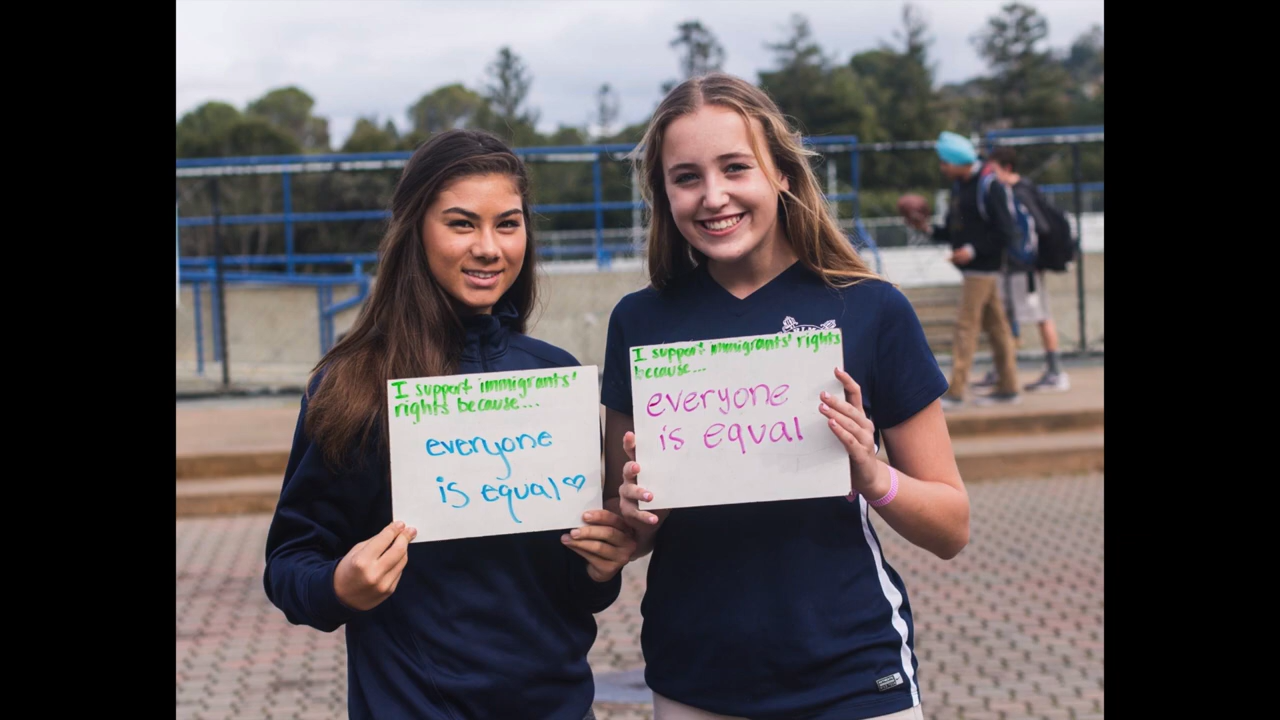 I support immigrants'
rights because...
everyone
is equal♡
I support immigrants' rights
because...
everyone
is equal